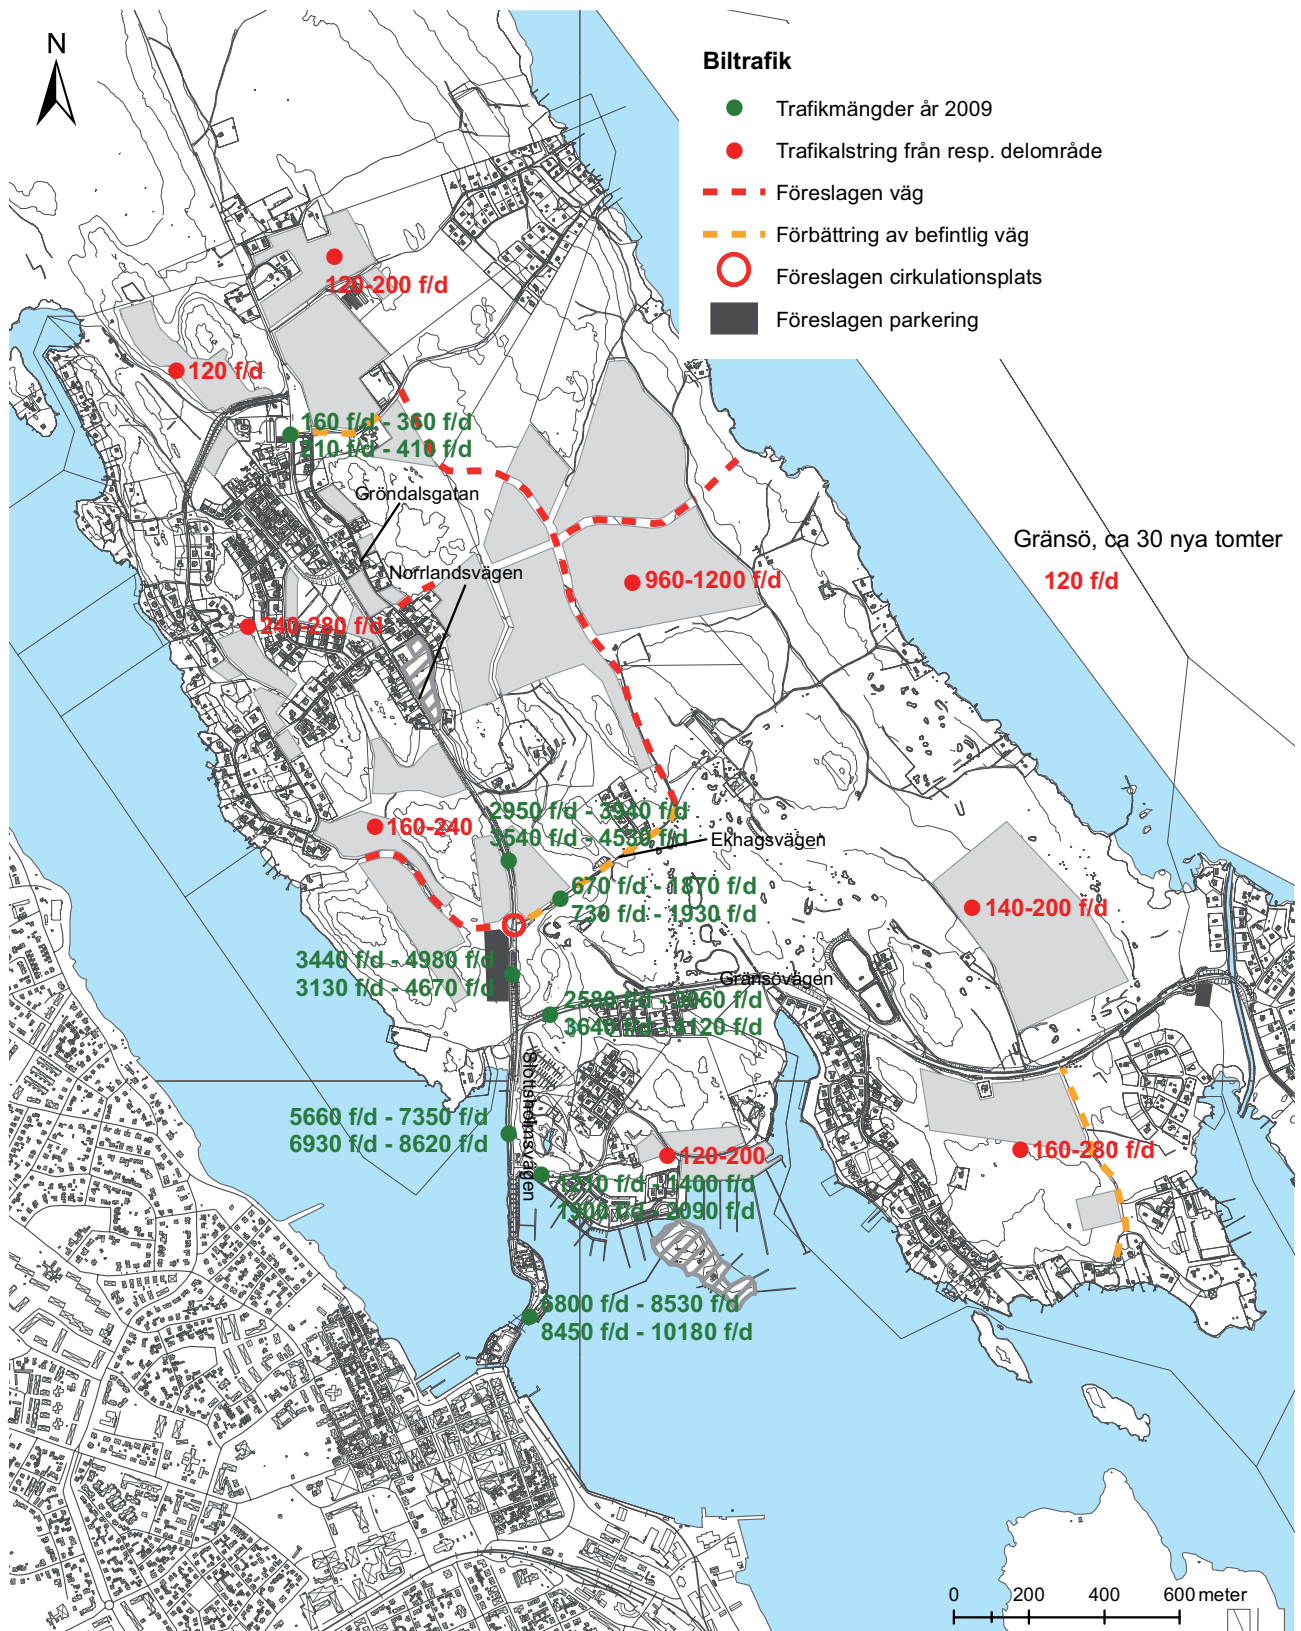 N
Biltrafik
Trafikmängder år 2009
Trafikalstring från resp. delområde
Föreslagen väg
Förbättring av befintlig väg
Föreslagen cirkulationsplats
Föreslagen parkering
120-200 f/d
120 f/d
160 f/d - 360 f/d
210 f/d - 410 f/d
Gröndalsgatan
Norrlandsvägen
Gränsö, ca 30 nya tomter
120 f/d
960-1200 f/d
240-280 f/d
2950 f/d - 3940 f/d
3540 f/d - 4530 f/d
160-240
Ekhagsvägen
670 f/d - 1870 f/d
730 f/d - 1930 f/d
140-200 f/d
3440 f/d - 4980 f/d
3130 f/d - 4670 f/d
Gränsövägen
2580 f/d - 3060 f/d
3640 f/d - 4120 f/d
Slottsholmsvägen
5660 f/d - 7350 f/d
6930 f/d - 8620 f/d
120-200
160-280 f/d
1210 f/d - 1400 f/d
1900 f/d - 2090 f/d
6800 f/d - 8530 f/d
8450 f/d - 10180 f/d
0 200 400 600 meter